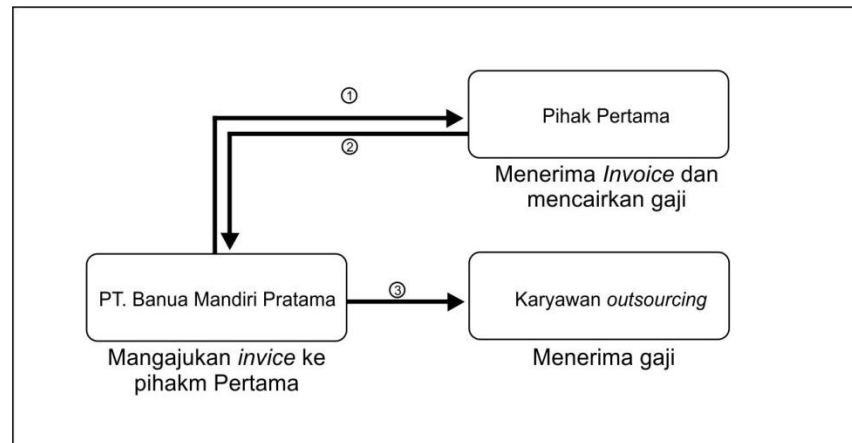 ①
Pihak Pertama
②
Menerima Invoice dan
mencairkan gaji
PT. Banua Mandiri Pratama
③
Karyawan outsourcing
Mangajukan invice ke
pihakm Pertama
Menerima gaji